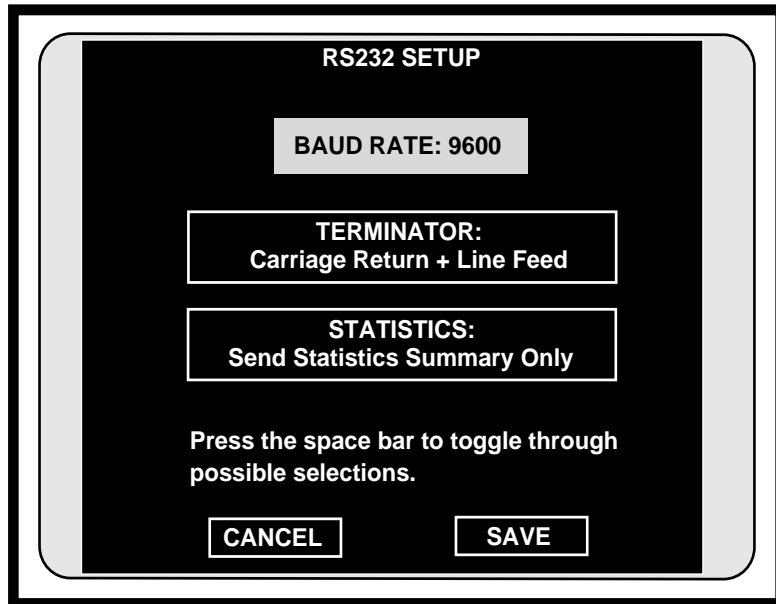 RS232 SETUP
BAUD RATE: 9600
TERMINATOR:
Carriage Return + Line Feed
STATISTICS:
Send Statistics Summary Only
Press the space bar to toggle through
possible selections.
CANCEL
SAVE